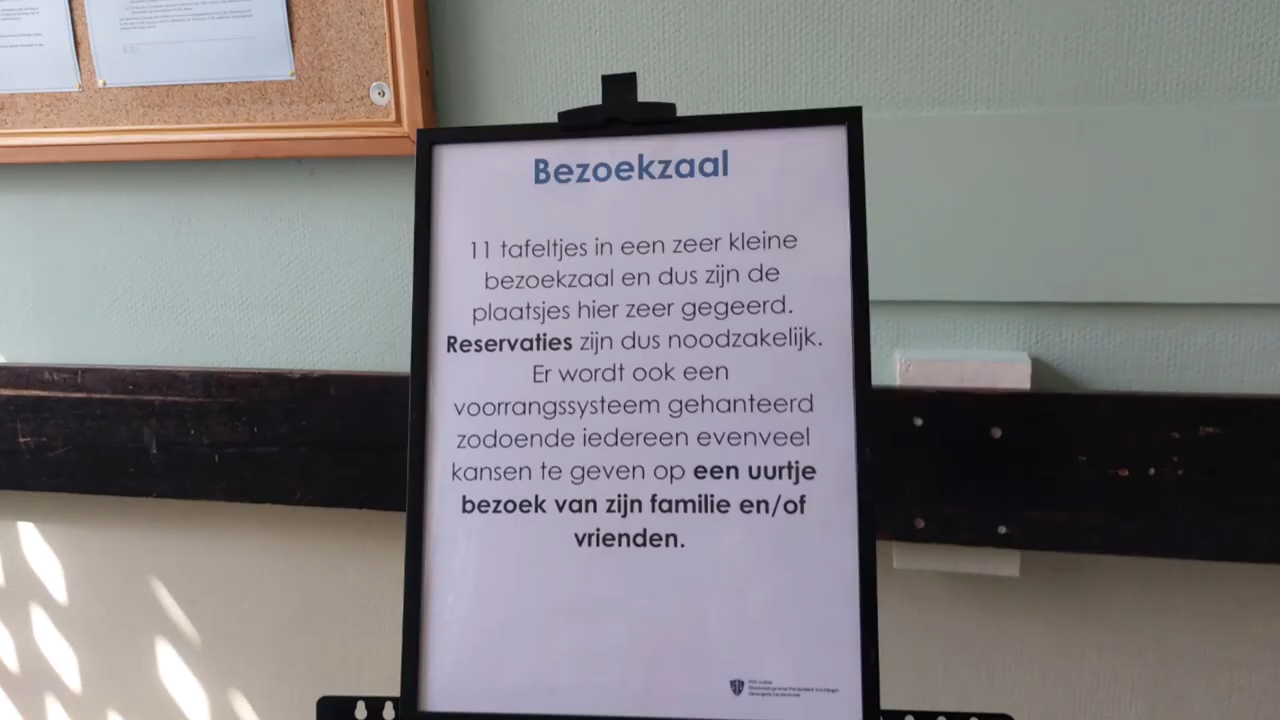 Bezoekzaal
11 tafeltjes in een zeer kleine
bezoekzaal en dus zijn de
plaatsjes hier zeer gegeerd.
Reservaties zijn dus noodzakelijk.
Er wordt ook een
voorrangssysteem gehanteerd
zodoende iedereen evenveel
kansen te geven op een uurtje
bezoek van zijn familie en/of
vrienden.